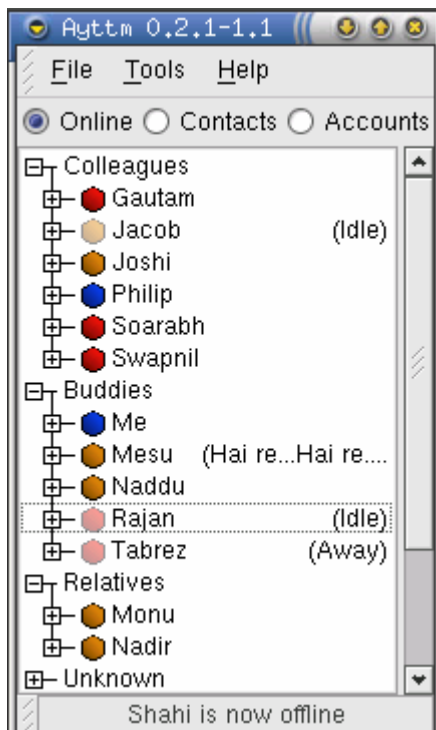 Ayttm 0.2.1-1.1
File Tools Help
Online Contacts Accounts
Colleagues
Gautam
Jacob (Idle)
Joshi
Philip
Soarabh
Swapnil
Buddies
Me
Mesu (Hai re...Hai re....
Naddu
Rajan (Idle)
Tabrez (Away)
Relatives
Monu
Nadir
Unknown
Shahi is now offline